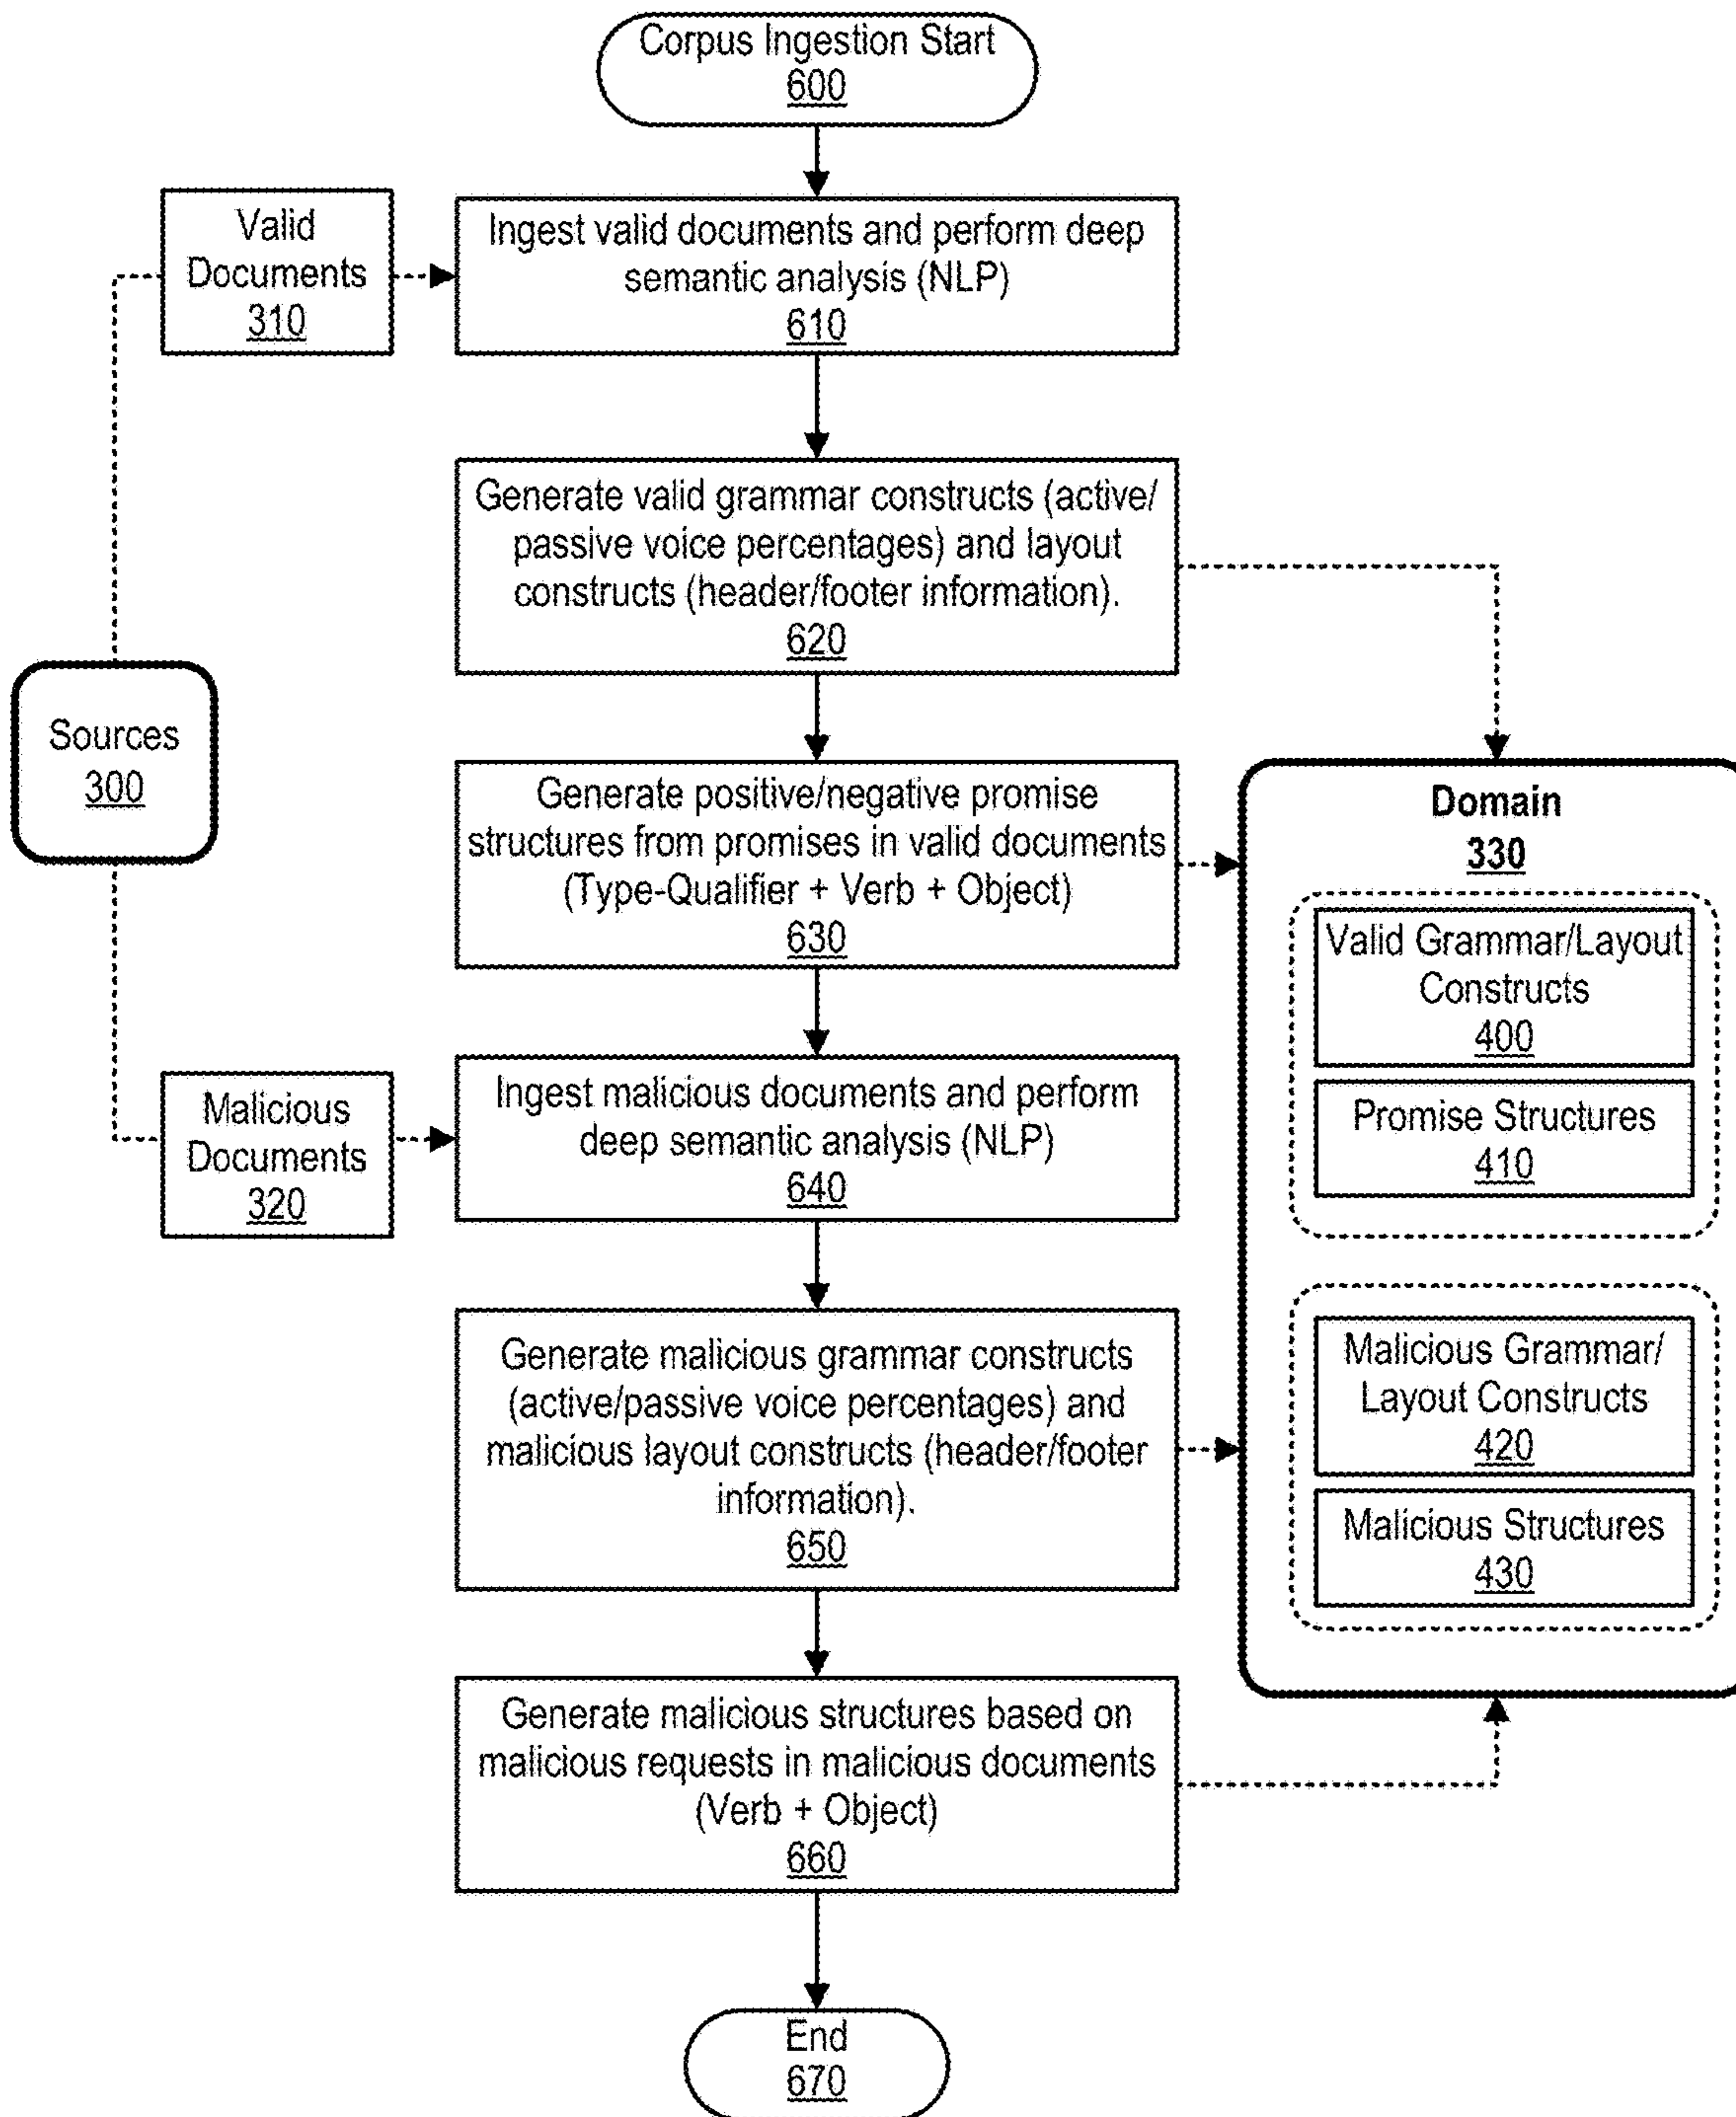 Corpus Ingestion Start
600
Valid
Documents
310
Ingest valid documents and perform deep
semantic analysis (NLP)
610
Generate valid grammar constructs (active/
passive voice percentages) and layout
constructs (header/footer information).
620
Sources
300
Generate positive/negative promise
structures from promises in valid documents
(Type-Qualifier + Verb + Object)
630
Domain
330
Valid Grammar/Layout
Constructs
400
Promise Structures
410
Malicious
Documents
320
Ingest malicious documents and perform
deep semantic analysis (NLP)
640
Generate malicious grammar constructs
(active/passive voice percentages) and
malicious layout constructs (header/footer
information).
650
Malicious Grammar/
Layout Constructs
420
Malicious Structures
430
Generate malicious structures based on
malicious requests in malicious documents
(Verb + Object)
660
End
670